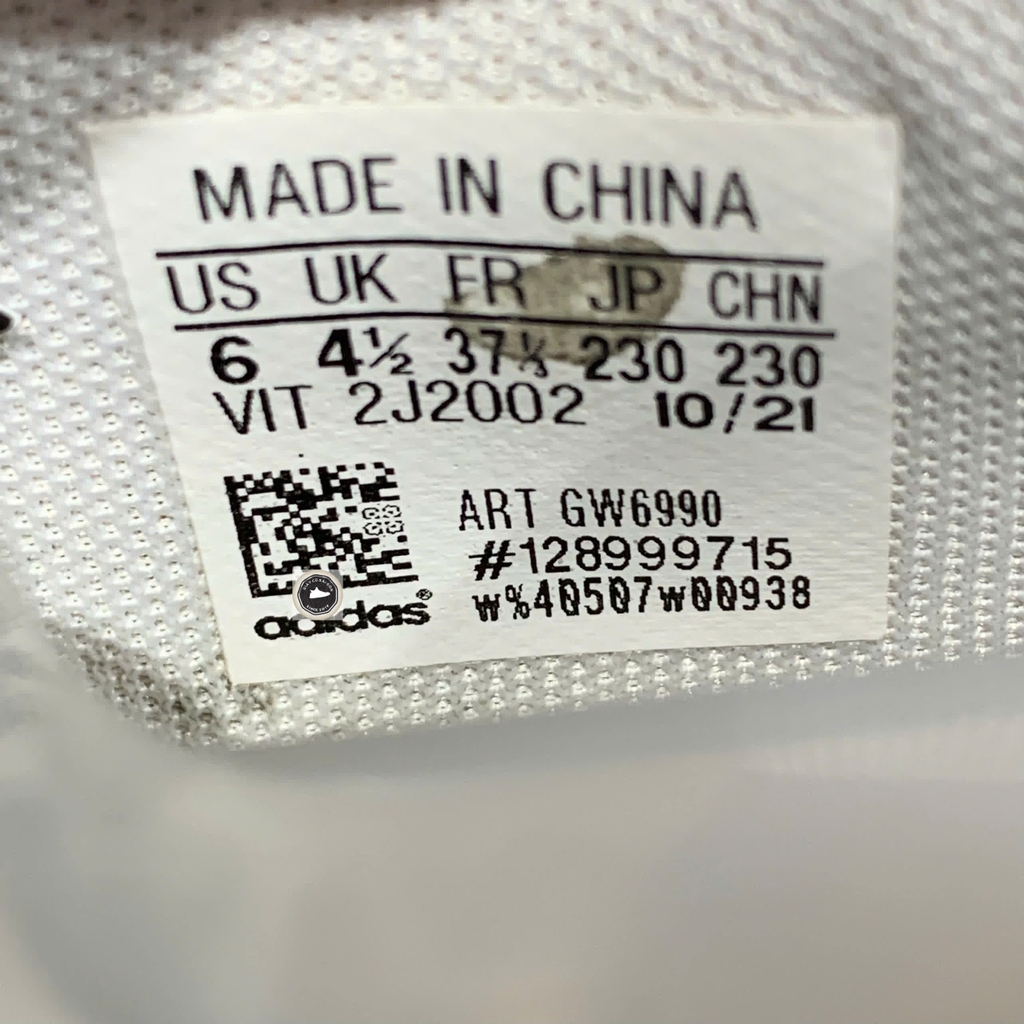 MADE IN CHINA
US UK FR JP CHN
6 4½ 37⅓ 230 230
VIT 2J2002 10/21
ART GW6990
#128999715
w%40507w00938
adidas®